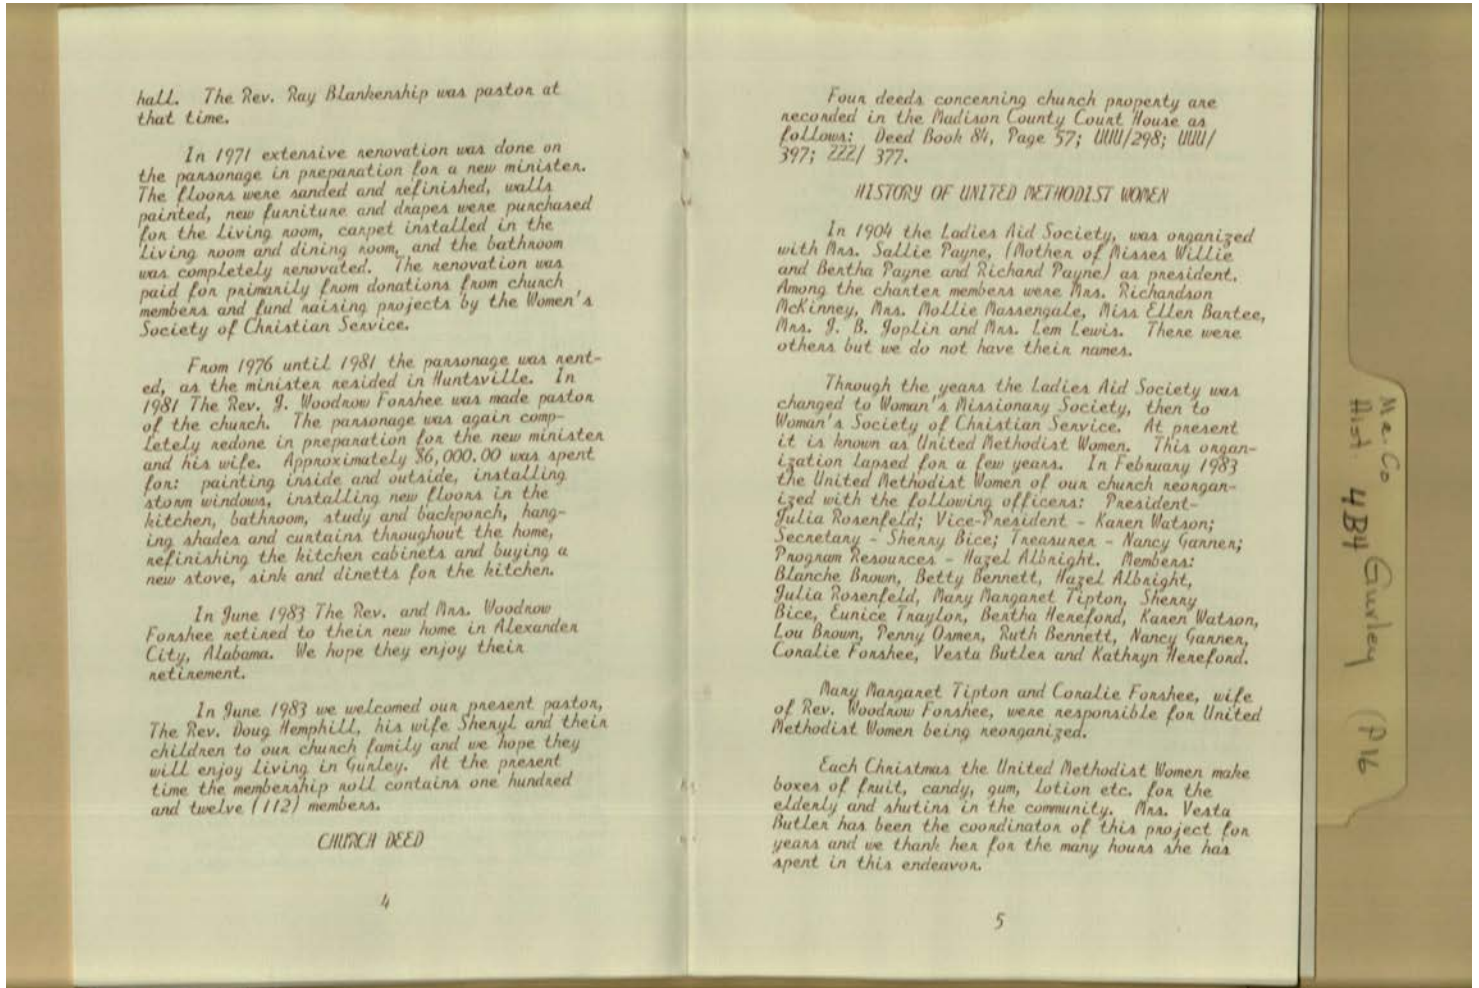 hall.  The Rev. Ray Blankenship was pastor at
that time.
In 1971 extensive renovation was done on
the parsonage in preparation for a new minister.
The floors were sanded and refinished, walls
painted, new furniture and drapes were purchased
for the living room, carpet installed in the
living room and dining room, and the bathroom
was completely renovated.  The renovation was
paid for primarily from donations from church
members and fund raising projects by the Women's
Society of Christian Service.
From 1976 until 1981 the parsonage was rent-
ed, as the minister resided in Huntsville.  In
1981 The Rev. J. Woodrow Forshee was made pastor
of the church.  The parsonage was again comp-
letely redone in preparation for the new minister
and his wife.  Approximately $6,000.00 was spent
for:  painting inside and outside, installing
storm windows, installing new floors in the
kitchen, bathroom, study and backporch, hang-
ing shades and curtains throughout the home,
refinishing the kitchen cabinets and buying a
new stove, sink and dinetts for the kitchen.
In June 1983 The Rev. and Mrs. Woodrow
Forshee retired to their new home in Alexander
City, Alabama.  We hope they enjoy their
retirement.
In June 1983 we welcomed our present pastor,
The Rev. Doug Hemphill, his wife Sheryl and their
children to our church family and we hope they
will enjoy living in Gurley.  At the present
time the membership roll contains one hundred
and twelve (112) members.
CHURCH DEED
4
Four deeds concerning church property are
recorded in the Madison County Court House as
follows:  Deed Book 84, Page 57; UUU/298; UUU/
397; ZZZ/ 377.
HISTORY OF UNITED METHODIST WOMEN
In 1904 the Ladies Aid Society, was organized
with Mrs. Sallie Payne, (Mother of Misses Willie
and Bertha Payne and Richard Payne) as president.
Among the charter members were Mrs. Richardson
McKinney, Mrs. Mollie Massengale, Miss Ellen Bartee,
Mrs. J. B. Joplin and Mrs. Lem Lewis.  There were
others but we do not have their names.
Through the years the Ladies Aid Society was
changed to Woman's Missionary Society, then to
Woman's Society of Christian Service.  At present
it is known as United Methodist Women.  This organ-
ization lapsed for a few years.  In February 1983
the United Methodist Women of our church reorgan-
ized with the following officers:  President-
Julia Rosenfeld; Vice-President - Karen Watson;
Secretary - Sherry Bice; Treasurer - Nancy Garner;
Program Resources - Hazel Albright.  Members:
Blanche Brown, Betty Bennett, Hazel Albright,
Julia Rosenfeld, Mary Margaret Tipton, Sherry
Bice, Eunice Traylor, Bertha Hereford, Karen Watson,
Lou Brown, Penny Osmer, Ruth Bennett, Nancy Garner,
Coralie Forshee, Vesta Butler and Kathryn Hereford.
Mary Margaret Tipton and Coralie Forshee, wife
of Rev. Woodrow Forshee, were responsible for United
Methodist Women being reorganized.
Each Christmas the United Methodist Women make
boxes of fruit, candy, gum, lotion etc. for the
elderly and shutins in the community.  Mrs. Vesta
Butler has been the coordinator of this project for
years and we thank her for the many hours she has
spent in this endeavor.
5
Ma. Co
Hist. 4B4 Gurley (P16